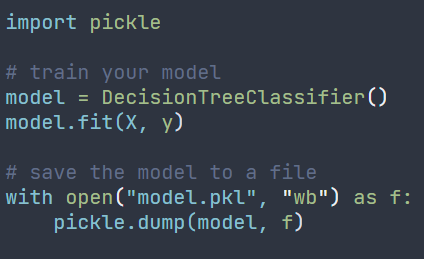 import pickle

# train your model
model = DecisionTreeClassifier()
model.fit(X, y)

# save the model to a file
with open("model.pkl", "wb") as f:
    pickle.dump(model, f)